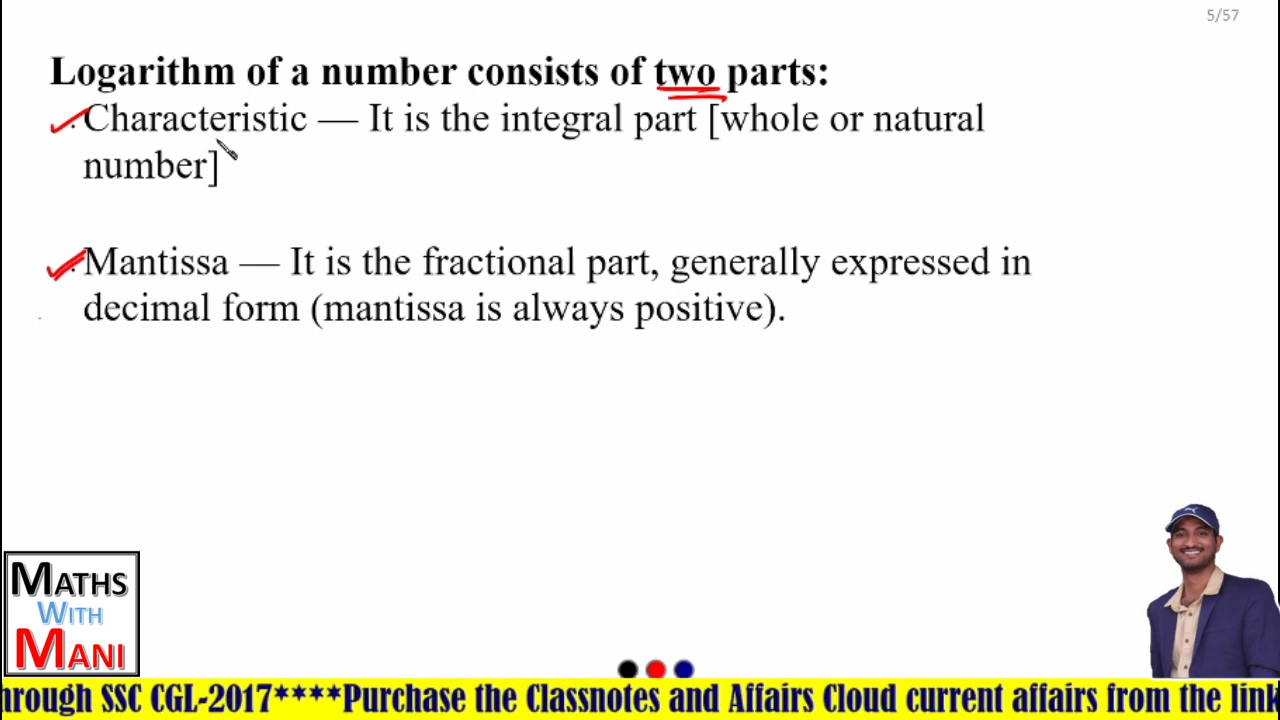 5/57
Logarithm of a number consists of two parts:
. Characteristic — It is the integral part [whole or natural
number]
. Mantissa — It is the fractional part, generally expressed in
decimal form (mantissa is always positive).
MATHS
WITH
MANI
hrough SSC CGL-2017****Purchase the Classnotes and Affairs Cloud current affairs from the link